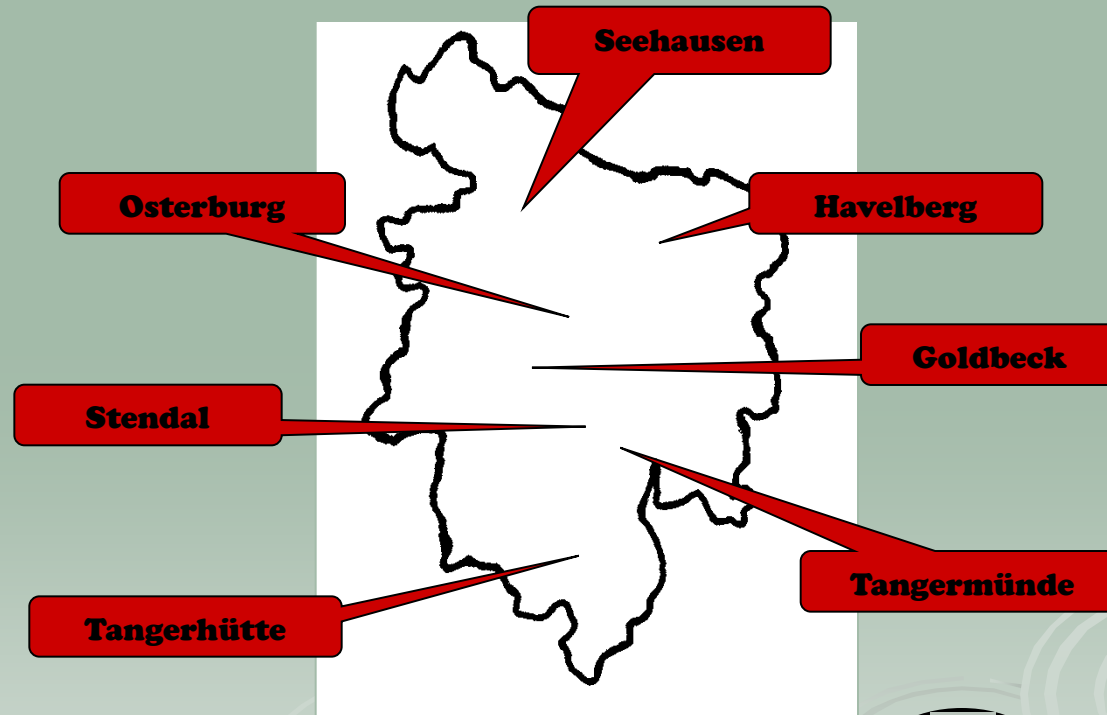 Seehausen
Osterburg
Havelberg
Goldbeck
Stendal
Tangermünde
Tangerhütte